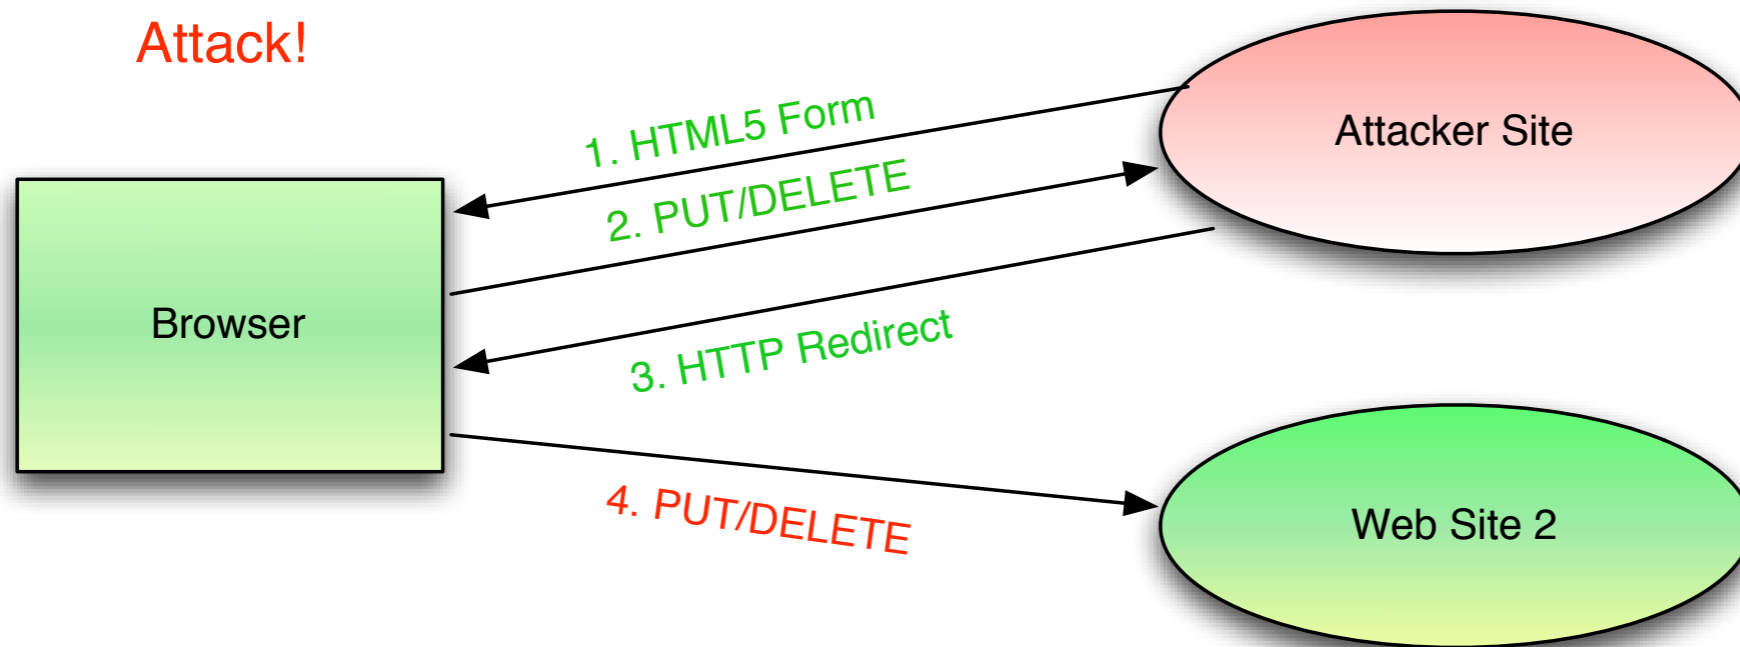 Attack!
1. HTML5 Form
Attacker Site
2. PUT/DELETE
Browser
3. HTTP Redirect
4. PUT/DELETE
Web Site 2